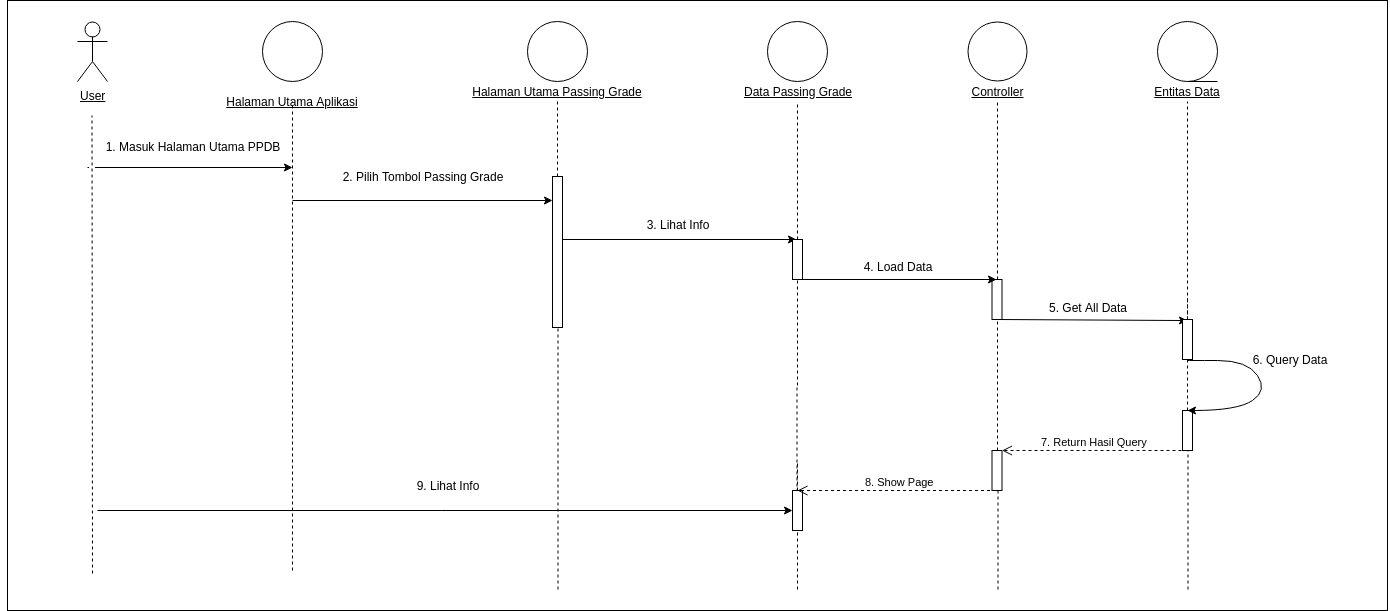 User
Halaman Utama Aplikasi
Halaman Utama Passing Grade
Data Passing Grade
Controller
Entitas Data
1. Masuk Halaman Utama PPDB
2. Pilih Tombol Passing Grade
3. Lihat Info
4. Load Data
5. Get All Data
6. Query Data
7. Return Hasil Query
8. Show Page
9. Lihat Info